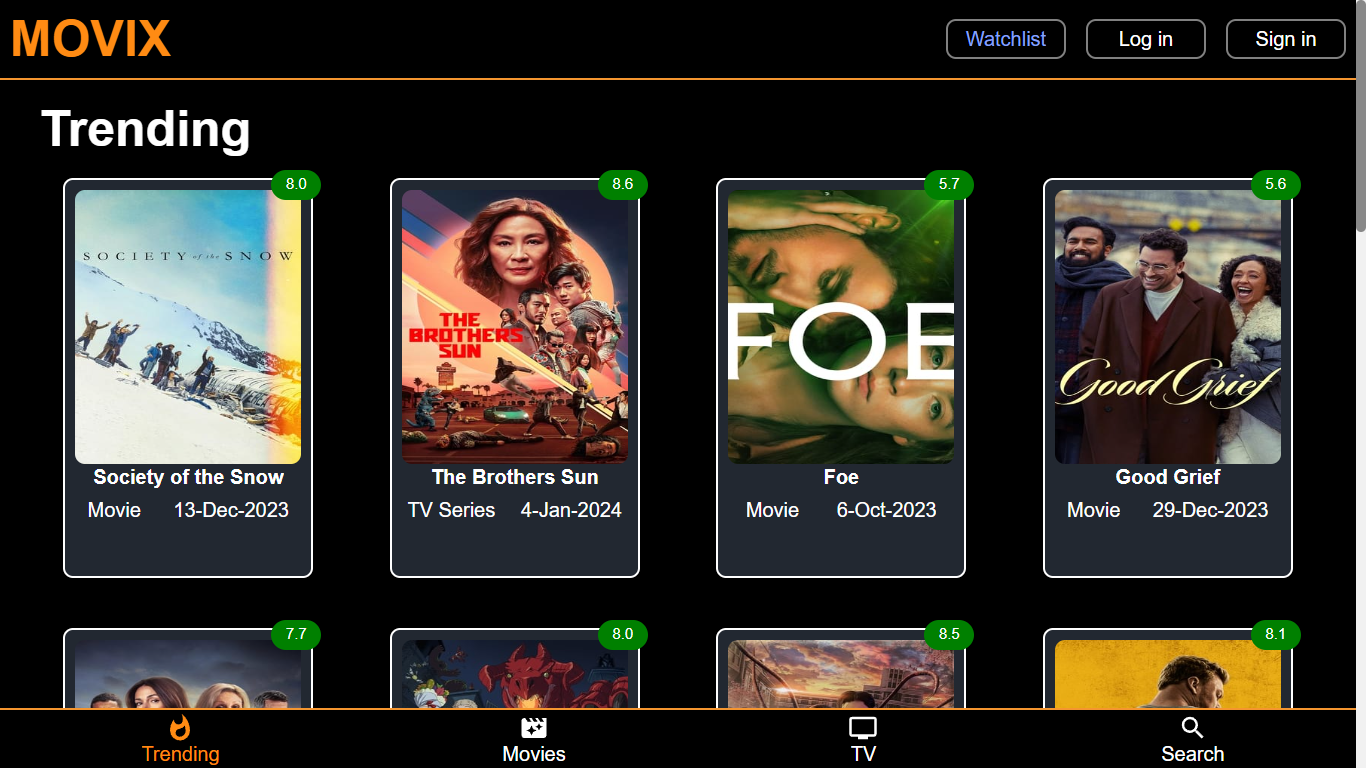 MOVIX
Watchlist
Log in
Sign in
Trending
8.0
8.6
5.7
5.6
SOCIETY of the SNOW
THE
BROTHERS
SUN
FOE
Good Grief
Society of the Snow
The Brothers Sun
Foe
Good Grief
Movie 13-Dec-2023
TV Series 4-Jan-2024
Movie 6-Oct-2023
Movie 29-Dec-2023
7.7
8.0
8.5
8.1
Trending
Movies
TV
Search